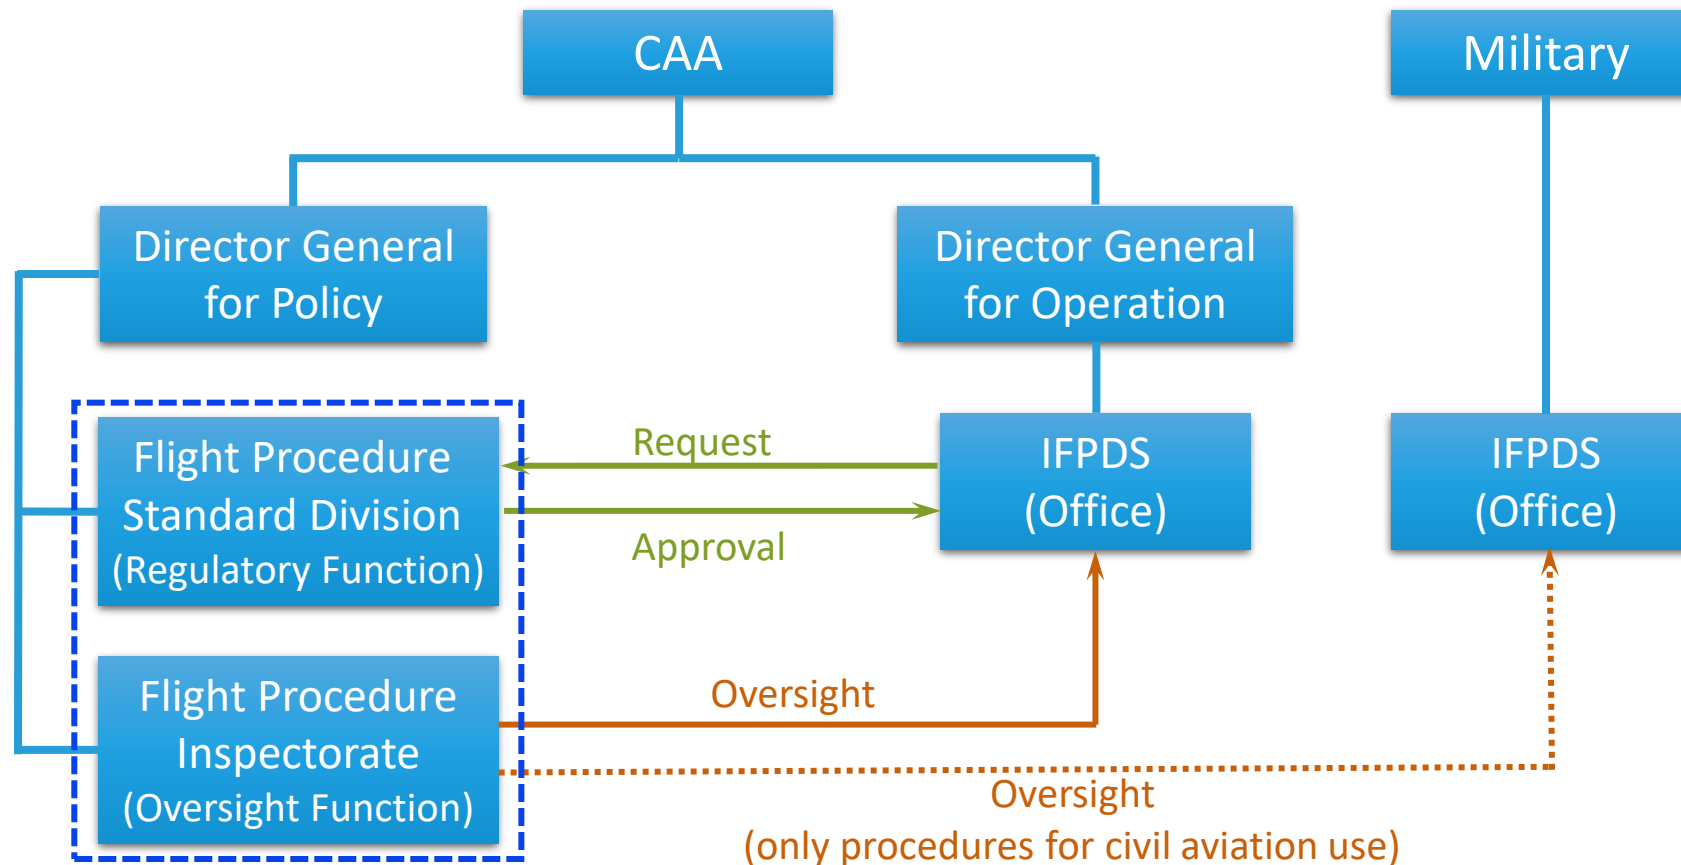 CAA
Military
Director General
for Policy
Director General
for Operation
Flight Procedure
Standard Division
(Regulatory Function)
Request
Approval
IFPDS
(Office)
IFPDS
(Office)
Flight Procedure
Inspectorate
(Oversight Function)
Oversight
Oversight
(only procedures for civil aviation use)